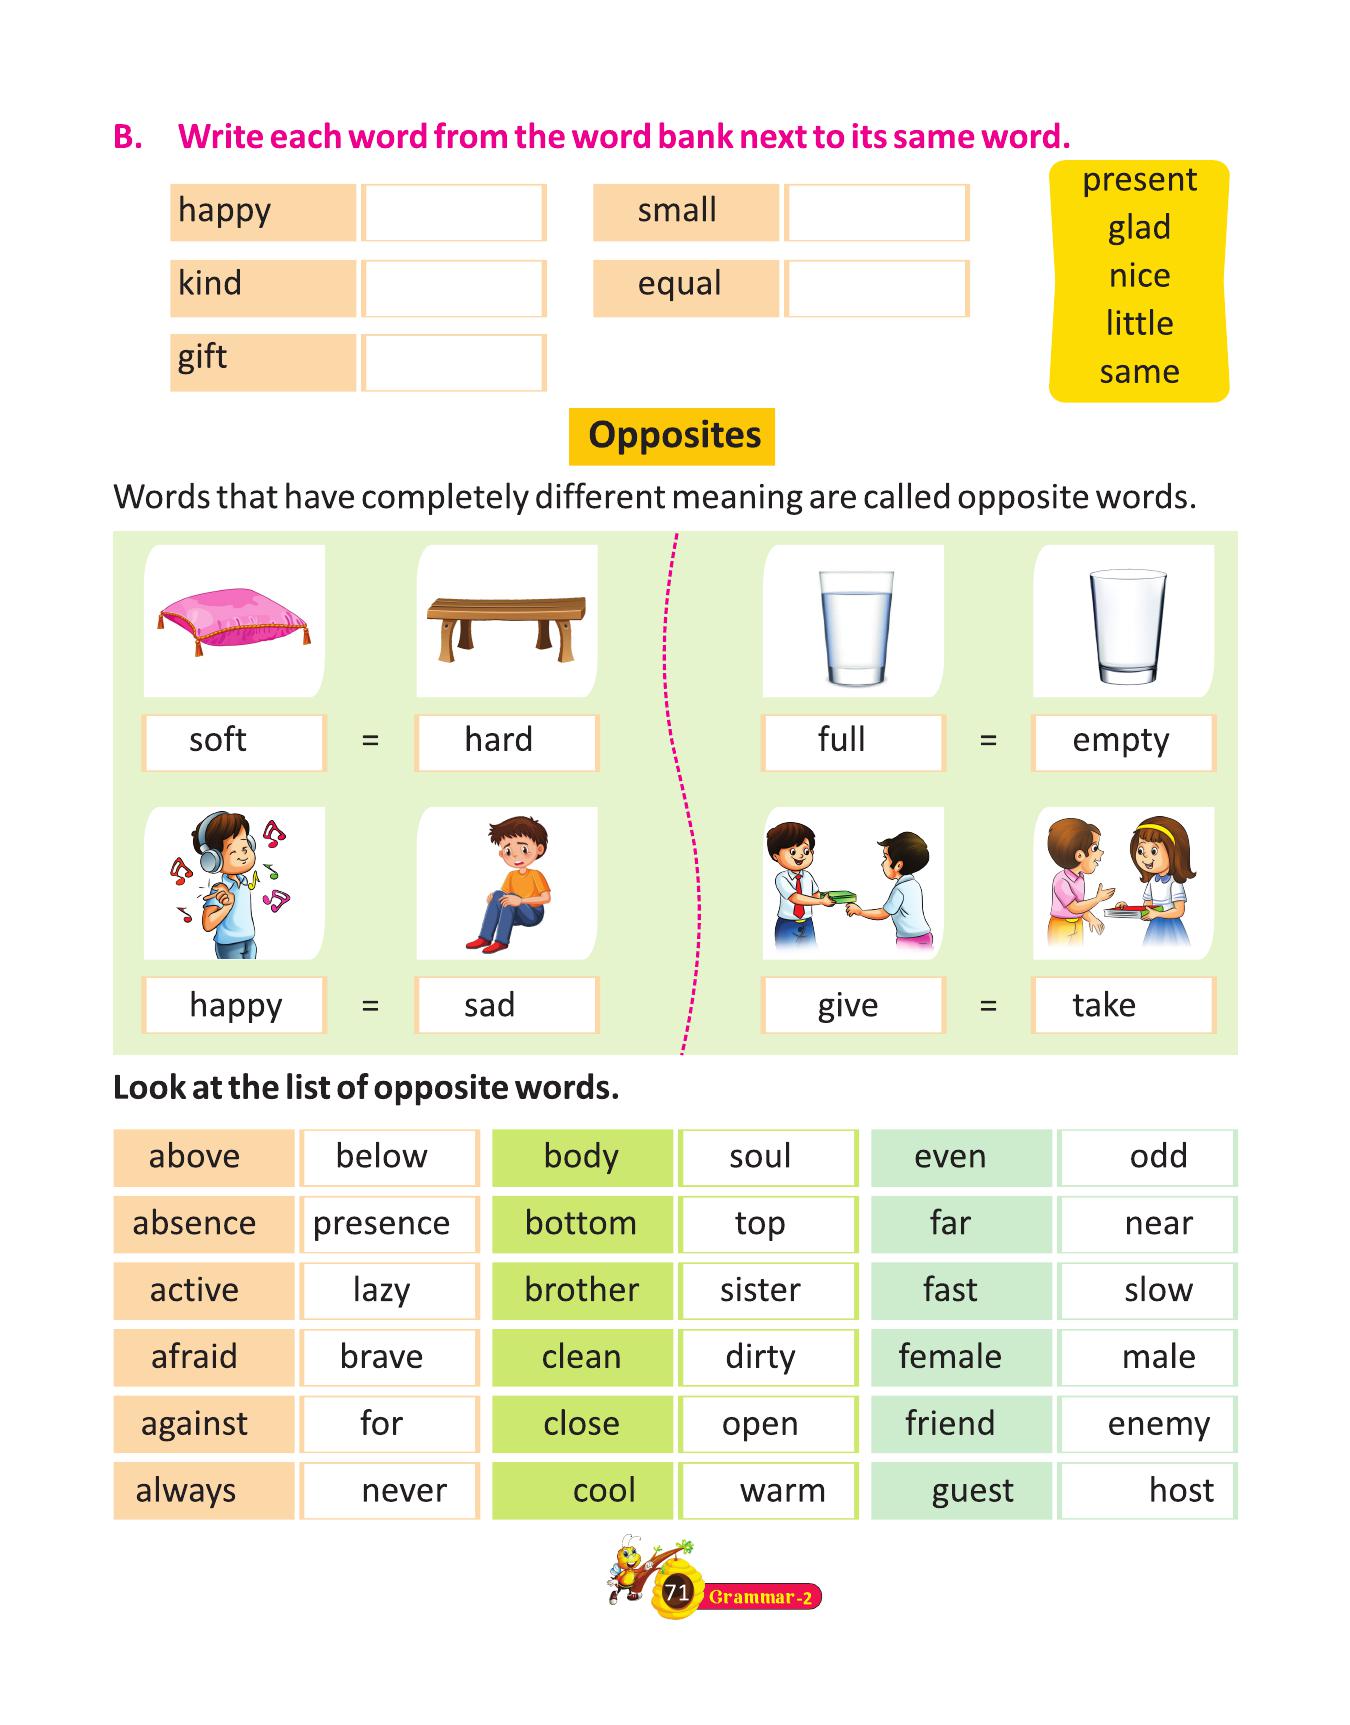 B. Write each word from the word bank next to its same word.
happy small
kind equal
gift
present
glad
nice
little
same
Opposites
Words that have completely different meaning are called opposite words.
soft = hard full = empty
happy = sad give = take
Look at the list of opposite words.
above below body soul even odd
absence presence bottom top far near
active lazy brother sister fast slow
afraid brave clean dirty female male
against for close open friend enemy
always never cool warm guest host
71 Grammar-2